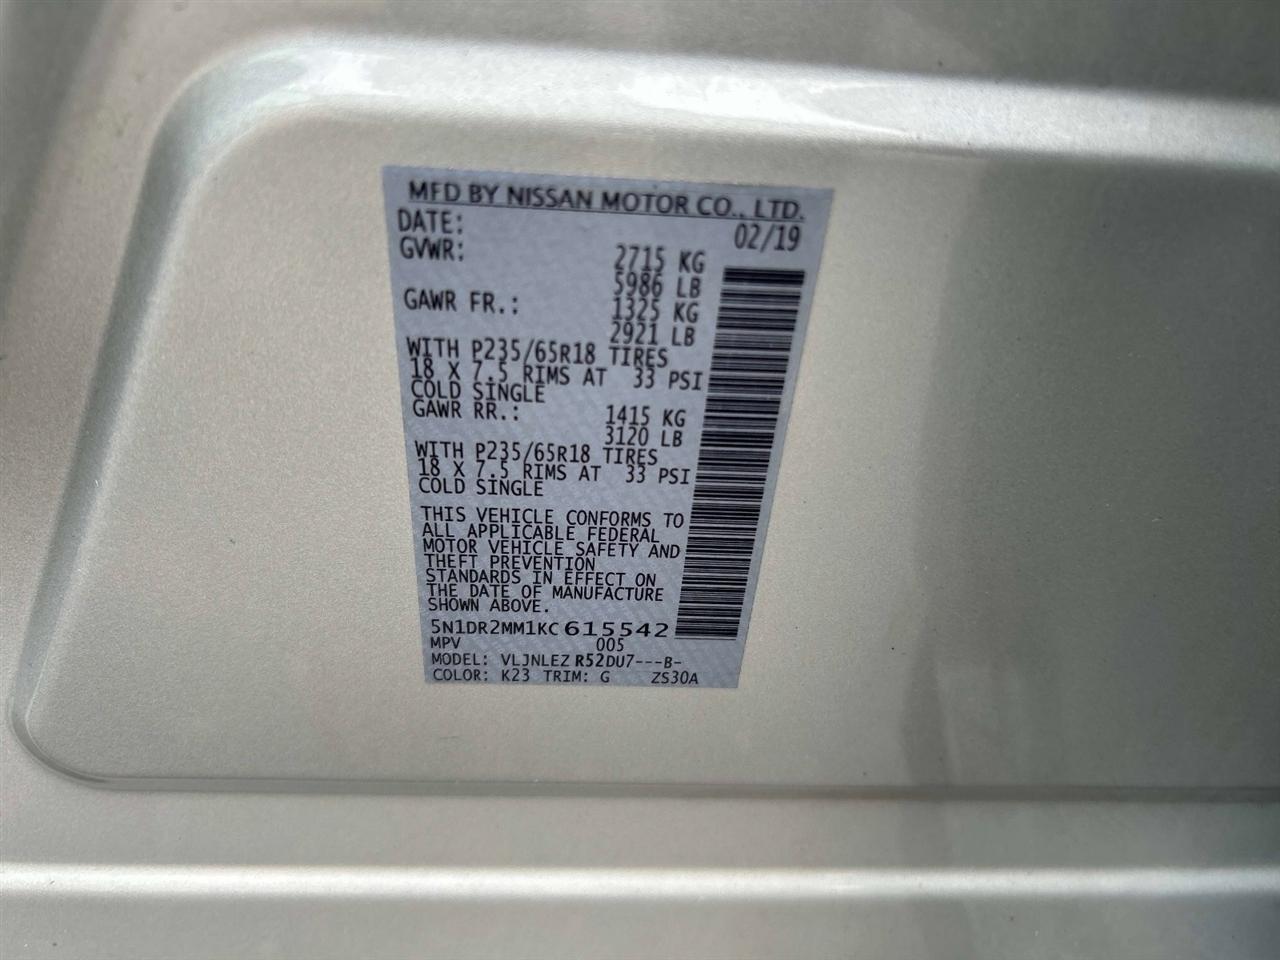 MFD BY NISSAN MOTOR CO., LTD.
DATE: 02/19
GVWR: 2715 KG
5986 LB
GAWR FR.: 1325 KG
2921 LB
WITH P235/65R18 TIRES
18 X 7.5 RIMS AT 33 PSI
COLD SINGLE
GAWR RR.: 1415 KG
3120 LB
WITH P235/65R18 TIRES
18 X 7.5 RIMS AT 33 PSI
COLD SINGLE
THIS VEHICLE CONFORMS TO
ALL APPLICABLE FEDERAL
MOTOR VEHICLE SAFETY AND
THEFT PREVENTION
STANDARDS IN EFFECT ON
THE DATE OF MANUFACTURE
SHOWN ABOVE.
5N1DR2MM1KC615542
MPV 005
MODEL: VLJNLEZ R52DU7---B-
COLOR: K23 TRIM: G ZS30A